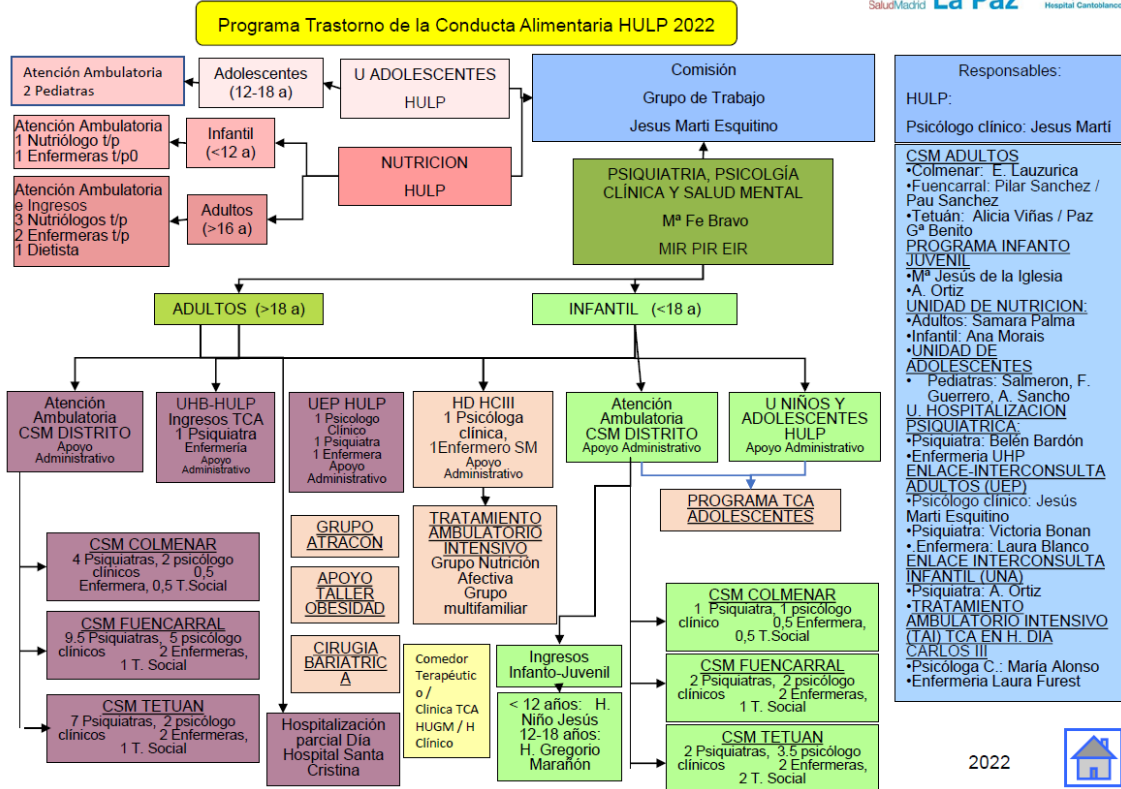 SaludMadrid La Paz
Hospital Cantoblanco
Programa Trastorno de la Conducta Alimentaria HULP 2022
Atención Ambulatoria
2 Pediatras
Adolescentes
(12-18 a)
U ADOLESCENTES
HULP
Comisión
Grupo de Trabajo
Jesus Marti Esquitino
Atención Ambulatoria
1 Nutriólogo t/p
1 Enfermeras t/p0
Infantil
(<12 a)
NUTRICION
HULP
Atención Ambulatoria
e Ingresos
3 Nutriólogos t/p
2 Enfermeras t/p
1 Dietista
Adultos
(>16 a)
PSIQUIATRIA, PSICOLGÍA
CLÍNICA Y SALUD MENTAL
Mª Fe Bravo
MIR PIR EIR
ADULTOS (>18 a)
INFANTIL (<18 a)
Atención
Ambulatoria
CSM DISTRITO
Apoyo
Administrativo
UHB-HULP
Ingresos TCA
1 Psiquiatra
Enfermería
Apoyo
Administrativo
UEP HULP
1 Psicologo
Clínico
1 Psiquiatra
1 Enfermera
Apoyo
Administrativo
HD HCIII
1 Psicóloga
clínica,
1Enfermero SM
Apoyo
Administrativo
Atención
Ambulatoria
CSM DISTRITO
Apoyo Administrativo
U NIÑOS Y
ADOLESCENTES
HULP
Apoyo Administrativo
PROGRAMA TCA
ADOLESCENTES
CSM COLMENAR
4 Psiquiatras, 2 psicólogo
clínicos 0,5
Enfermera, 0,5 T.Social
CSM FUENCARRAL
9.5 Psiquiatras, 5 psicólogo
clínicos 2 Enfermeras,
1 T. Social
CSM TETUAN
7 Psiquiatras, 2 psicólogo
clínicos 2 Enfermeras,
1 T. Social
GRUPO
ATRACON
APOYO
TALLER
OBESIDAD
CIRUGIA
BARIATRIC
A
Hospitalización
parcial Día
Hospital Santa
Cristina
TRATAMIENTO
AMBULATORIO
INTENSIVO
Grupo Nutrición
Afectiva
Grupo
multifamiliar
Comedor
Terapéutic
o /
Clinica TCA
HUGM / H
Clínico
Ingresos
Infanto-Juvenil
< 12 años: H.
Niño Jesús
12-18 años:
H. Gregorio
Marañón
CSM COLMENAR
1 Psiquiatra, 1 psicólogo
clínico 0,5 Enfermera,
0,5 T.Social
CSM FUENCARRAL
2 Psiquiatras, 2 psicólogo
clínicos 2 Enfermeras,
1 T. Social
CSM TETUAN
2 Psiquiatras, 3.5 psicólogo
clínicos 2 Enfermeras,
2 T. Social
Responsables:
HULP:
Psicólogo clínico: Jesus Martí
CSM ADULTOS
•Colmenar: E. Lauzurica
•Fuencarral: Pilar Sanchez /
Pau Sanchez
•Tetuán: Alicia Viñas / Paz
Gª Benito
PROGRAMA INFANTO
JUVENIL
•Mª Jesús de la Iglesia
•A. Ortiz
UNIDAD DE NUTRICION:
•Adultos: Samara Palma
•Infantil: Ana Morais
•UNIDAD DE
ADOLESCENTES
• Pediatras: Salmeron, F.
Guerrero, A. Sancho
U. HOSPITALIZACION
PSIQUIATRICA:
•Psiquiatra: Belén Bardón
•Enfermeria UHP
ENLACE-INTERCONSULTA
ADULTOS (UEP)
•Psicólogo clínico: Jesús
Marti Esquitino
•Psiquiatra: Victoria Bonan
•.Enfermera: Laura Blanco
ENLACE INTERCONSULTA
INFANTIL (UNA)
•Psiquiatra: A. Ortiz
•TRATAMIENTO
AMBULATORIO INTENSIVO
(TAI) TCA EN H. DIA
CARLOS III
•Psicóloga C.: María Alonso
•Enfermeria Laura Furest
2022